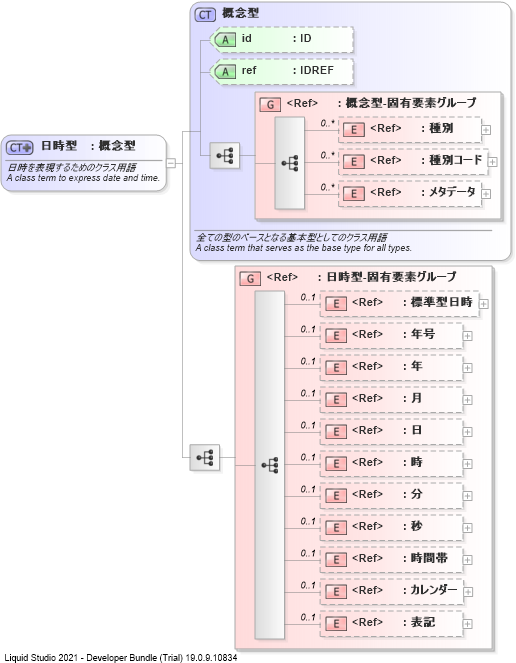 CT 概念型
A id : ID
A ref : IDREF
G <Ref> : 概念型-固有要素グループ
0..* E <Ref> : 種別
0..* E <Ref> : 種別コード
0..* E <Ref> : メタデータ
CT 日時型 : 概念型
日時を表現するためのクラス用語
A class term to express date and time.
全ての型のベースとなる基本型としてのクラス用語
A class term that serves as the base type for all types.
G <Ref> : 日時型-固有要素グループ
0..1 E <Ref> : 標準型日時
0..1 E <Ref> : 年号
0..1 E <Ref> : 年
0..1 E <Ref> : 月
0..1 E <Ref> : 日
0..1 E <Ref> : 時
0..1 E <Ref> : 分
0..1 E <Ref> : 秒
0..1 E <Ref> : 時間帯
0..1 E <Ref> : カレンダー
0..1 E <Ref> : 表記
Liquid Studio 2021 - Developer Bundle (Trial) 19.0.9.10834